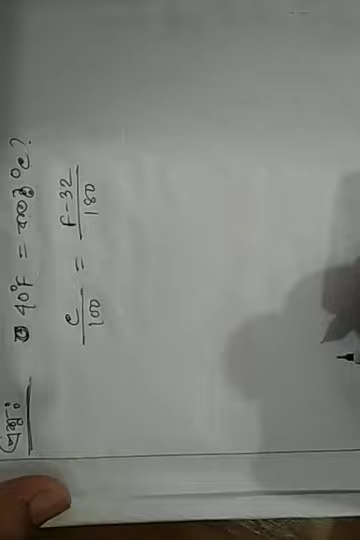 প্রশ্ন:
40°F = কত °C?
C/100 = F-32/180